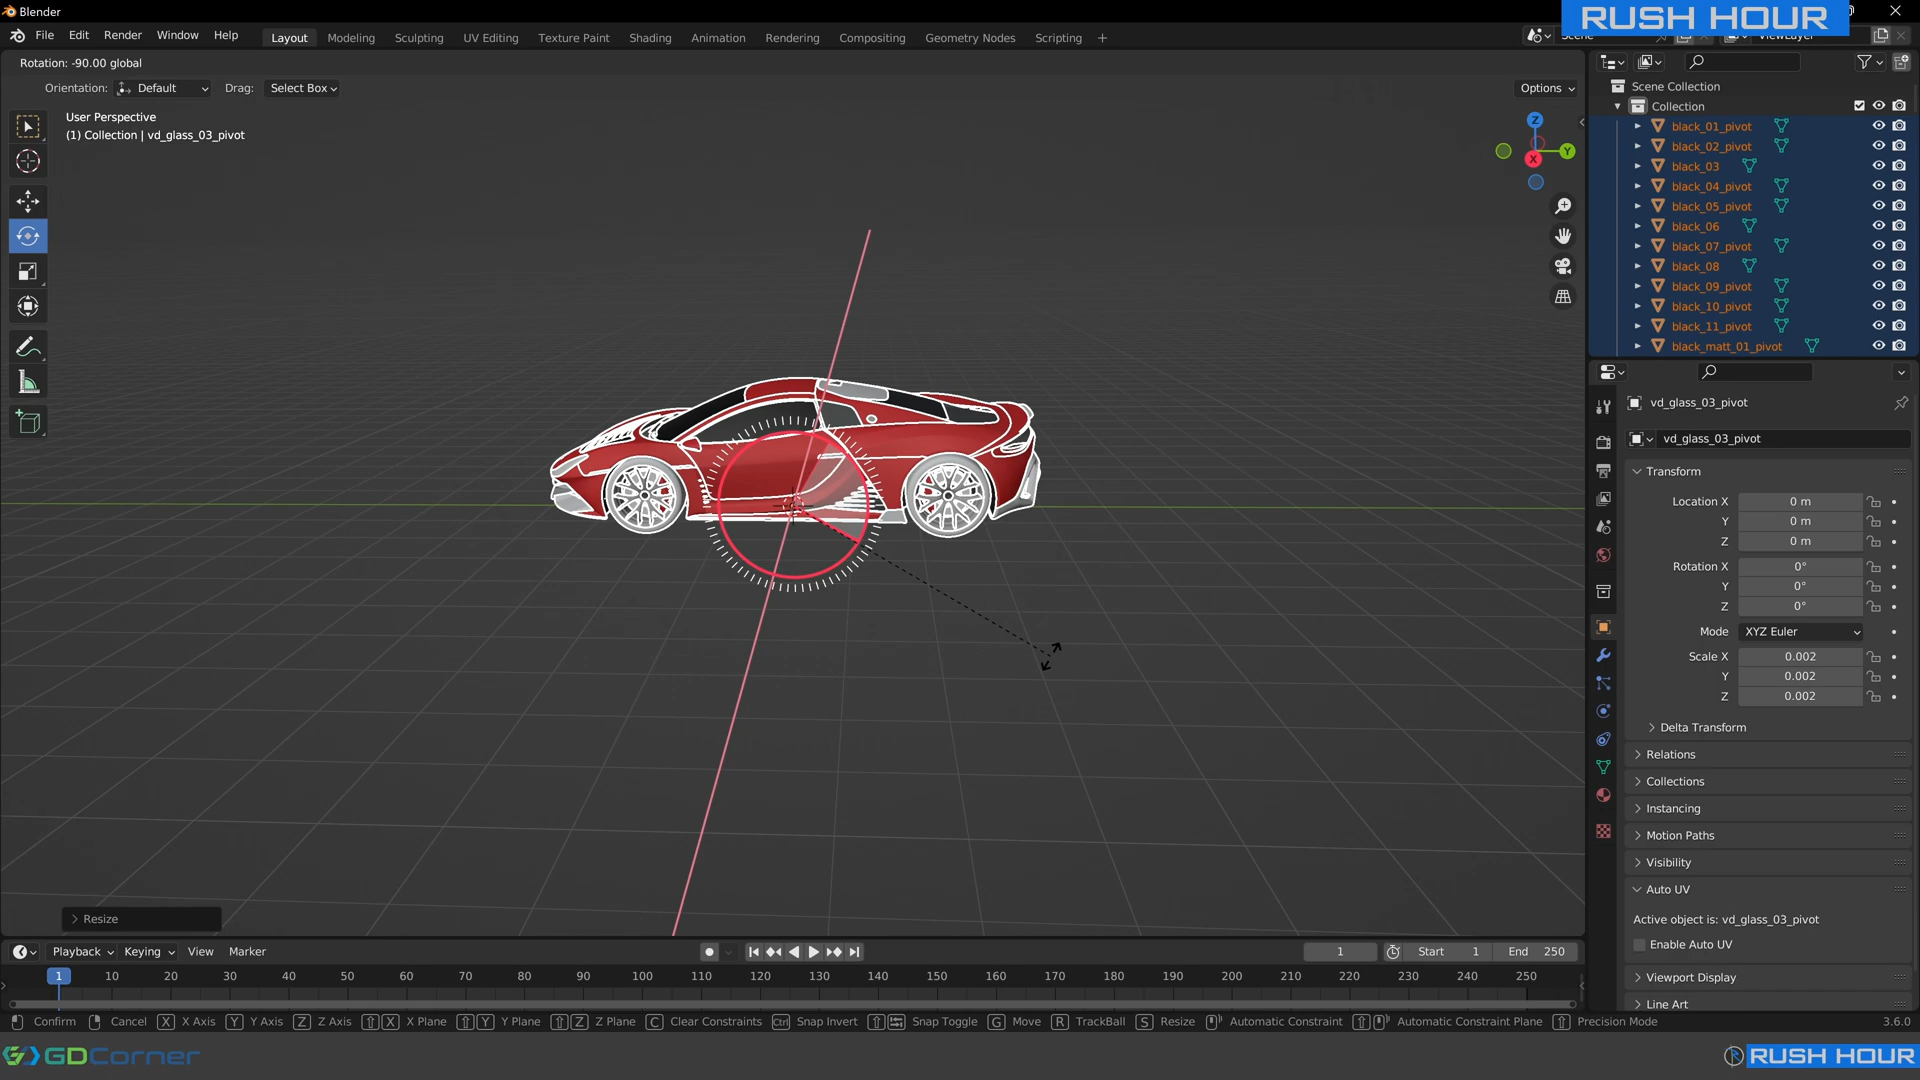 Blender
RUSH HOUR
File Edit Render Window Help
Layout Modeling Sculpting UV Editing Texture Paint Shading Animation Rendering Compositing Geometry Nodes Scripting +
Scene
ViewLayer
Rotation: -90.00 global
Orientation: Default Drag: Select Box
Options
User Perspective
(1) Collection | vd_glass_03_pivot
Z
Y
X
Scene Collection
Collection
black_01_pivot
black_02_pivot
black_03
black_04_pivot
black_05_pivot
black_06
black_07_pivot
black_08
black_09_pivot
black_10_pivot
black_11_pivot
black_matt_01_pivot
vd_glass_03_pivot
vd_glass_03_pivot
Transform
Location X 0 m
Y 0 m
Z 0 m
Rotation X 0°
Y 0°
Z 0°
Mode XYZ Euler
Scale X 0.002
Y 0.002
Z 0.002
Delta Transform
Relations
Collections
Instancing
Motion Paths
Visibility
Auto UV
Active object is: vd_glass_03_pivot
Enable Auto UV
Viewport Display
Line Art
Resize
Playback Keying View Marker
1 Start 1 End 250
1 10 20 30 40 50 60 70 80 90 100 110 120 130 140 150 160 170 180 190 200 210 220 230 240 250
Confirm Cancel X X Axis Y Y Axis Z Z Axis X X Plane Y Y Plane Z Z Plane C Clear Constraints Ctrl Snap Invert Snap Toggle G Move R TrackBall S Resize Automatic Constraint Automatic Constraint Plane Precision Mode 3.6.0
GDCorner
RUSH HOUR